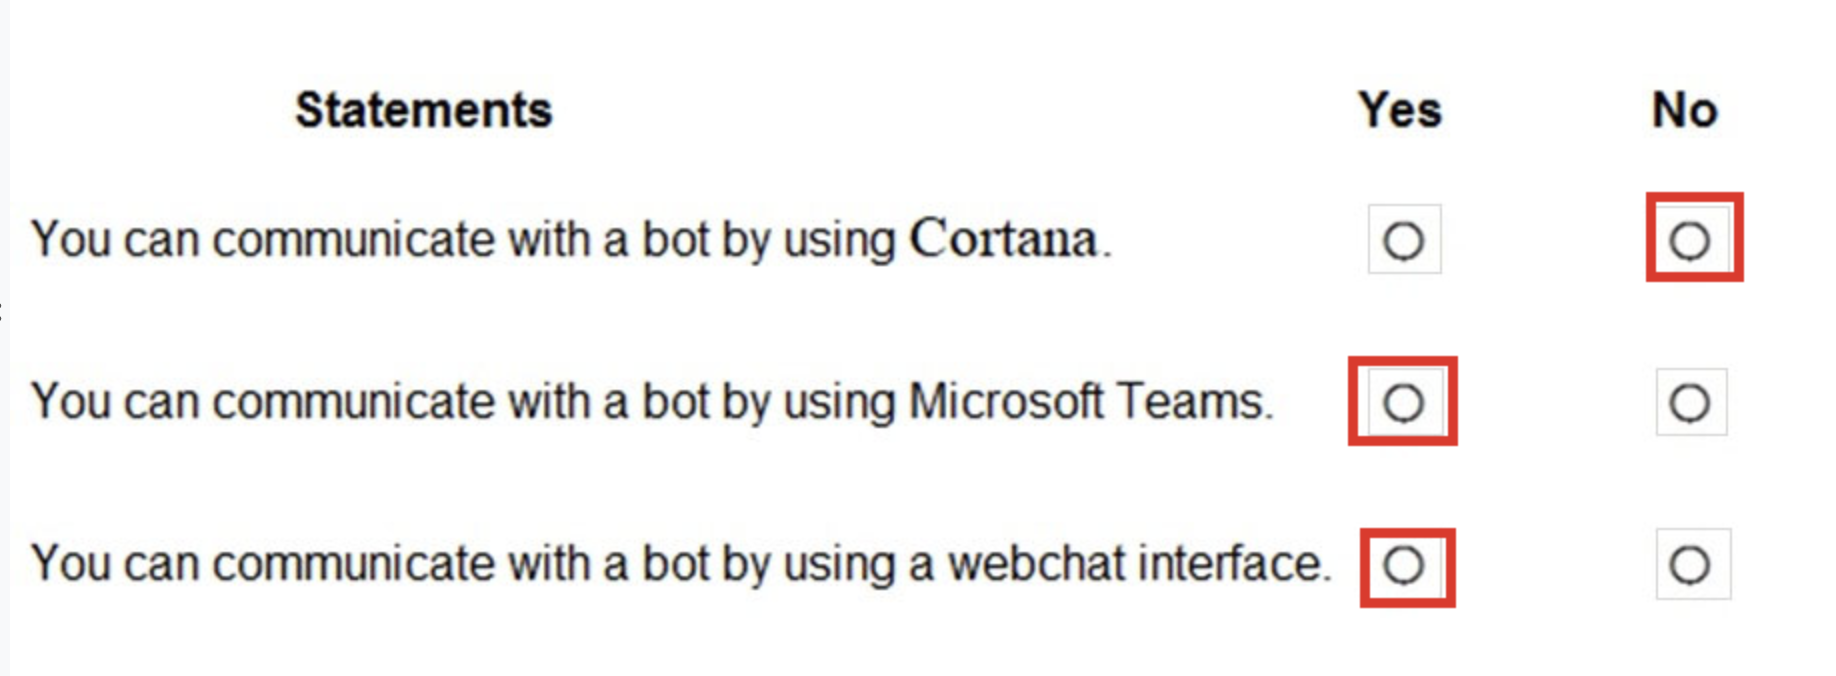 Statements Yes No
You can communicate with a bot by using Cortana.
You can communicate with a bot by using Microsoft Teams.
You can communicate with a bot by using a webchat interface.